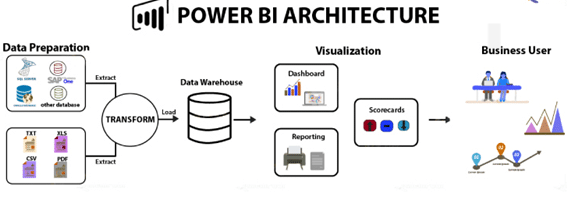 POWER BI ARCHITECTURE
Data Preparation
Visualization
Business User
SQL SERVER
SAP One
other database
Extract
TRANSFORM
Load
Data Warehouse
Dashboard
Reporting
Scorecards
TXT
XLS
CSV
PDF
Extract